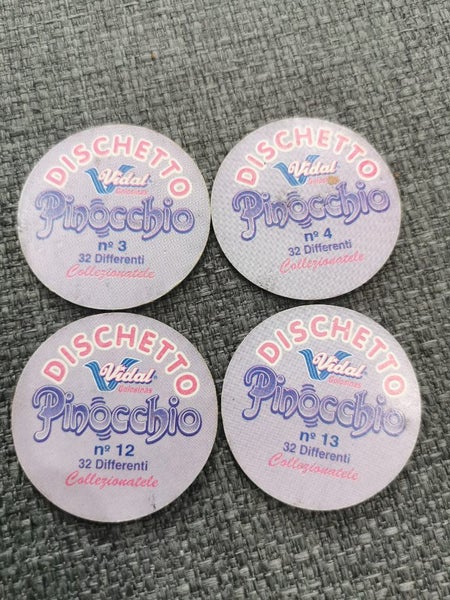 DISCHETTO
Vidal
Golosinas
Pinocchio
nº 3
32 Differenti
Collezionatele
DISCHETTO
Vidal
Golosinas
Pinocchio
nº 4
32 Differenti
Collezionatele
DISCHETTO
Vidal®
Golosinas
Pinocchio
nº 12
32 Differenti
Collezionatele
DISCHETTO
Vidal
Golosinas
Pinocchio
nº 13
32 Differenti
Collezionatele